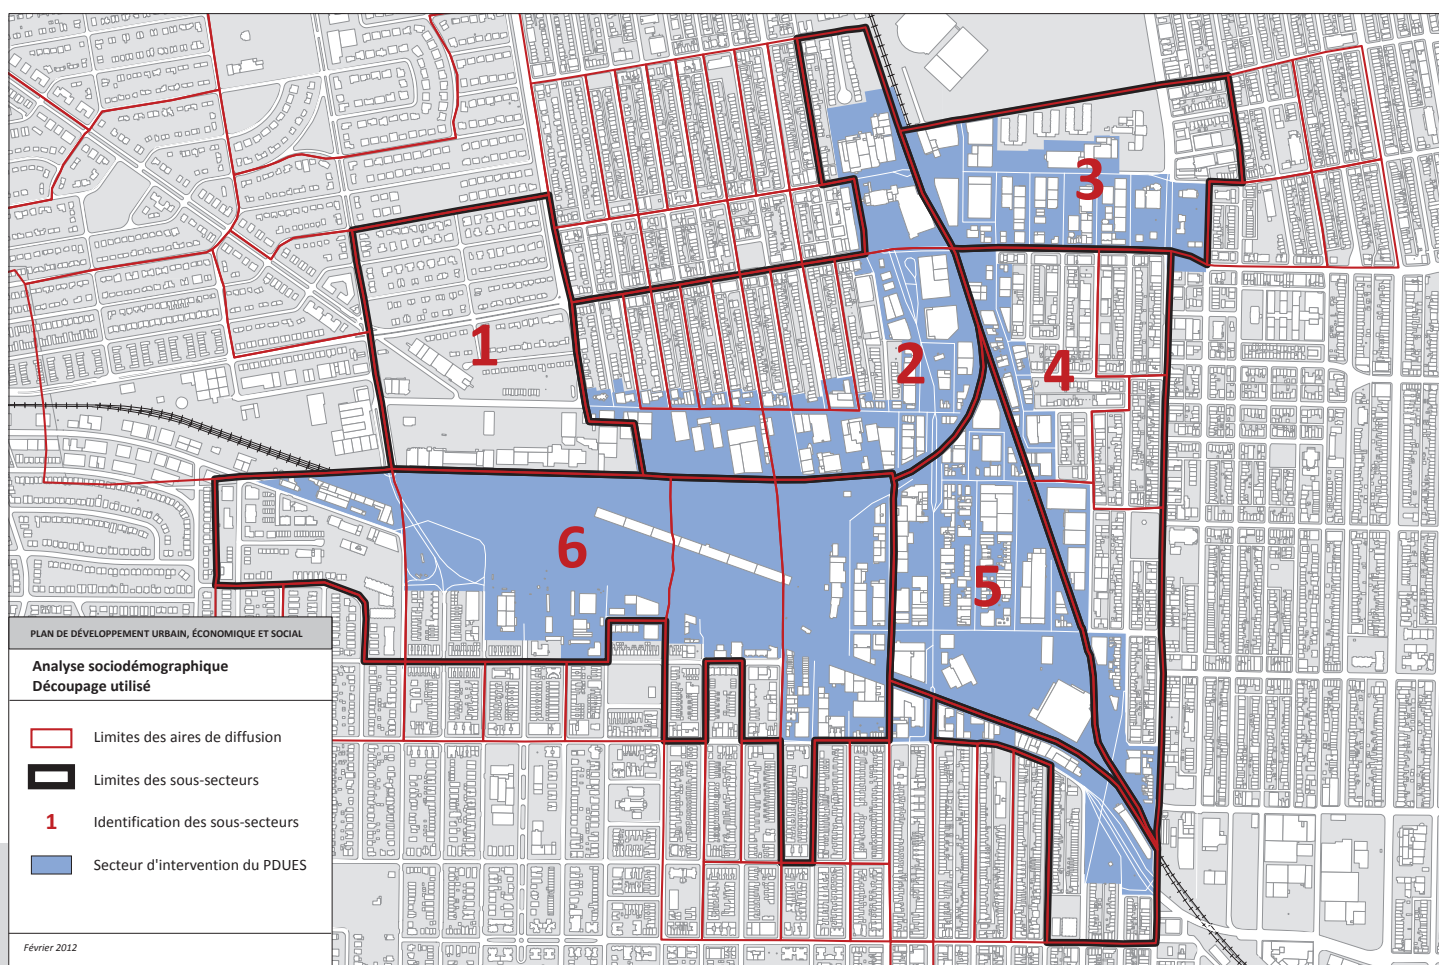 3
1
2
4
6
5
PLAN DE DÉVELOPPEMENT URBAIN, ÉCONOMIQUE ET SOCIAL
Analyse sociodémographique
Découpage utilisé
Limites des aires de diffusion
Limites des sous-secteurs
1 Identification des sous-secteurs
Secteur d'intervention du PDUES
Février 2012